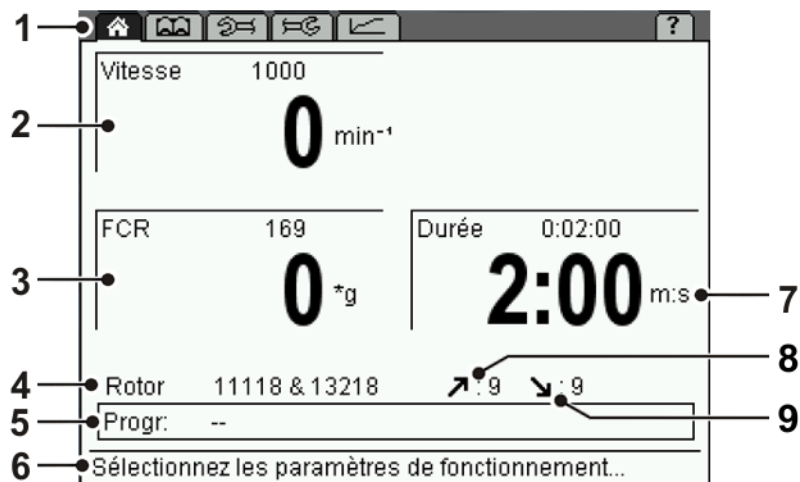 1 ?
Vitesse 1000
2 0 min⁻¹
FCR 169 Durée 0:02:00
3 0 *g 2:00 m:s 7
8
4 Rotor 11118 & 13218 ↗ : 9 ↘ : 9
9
5 Progr: --
6 Sélectionnez les paramètres de fonctionnement...